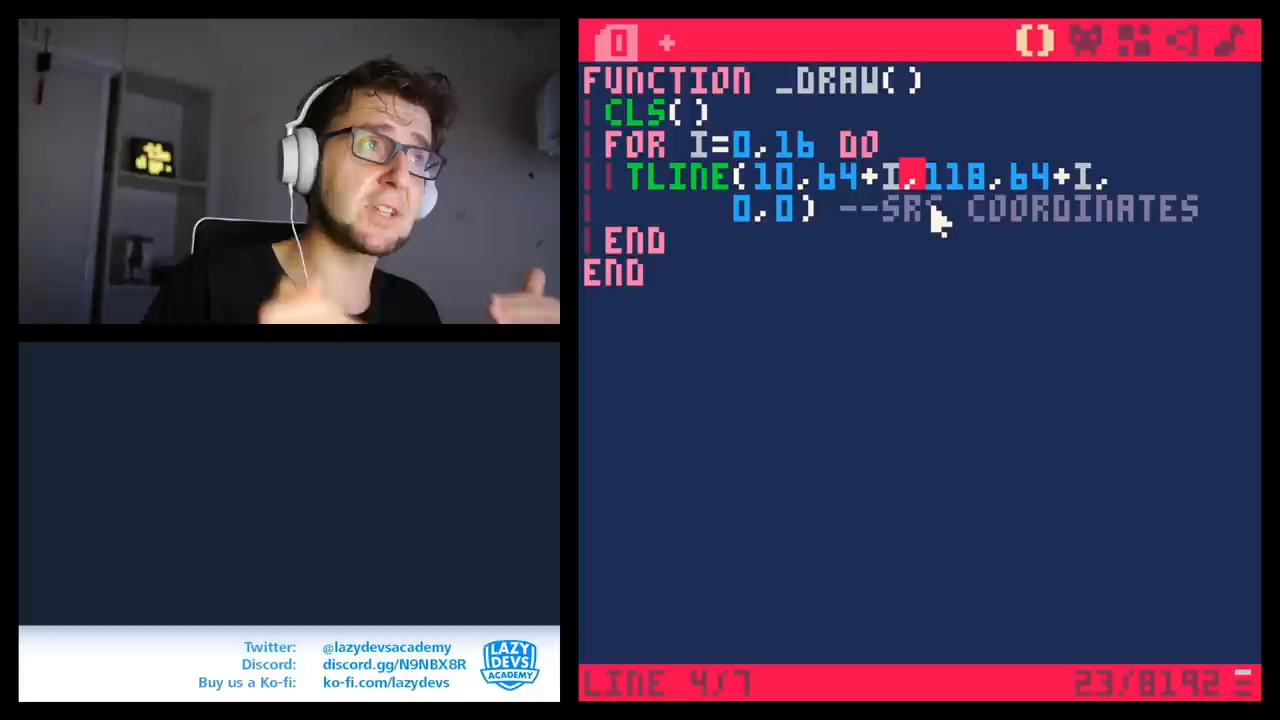 FUNCTION _DRAW()
CLS()
FOR I=0,16 DO
TLINE(10,64+I,118,64+I,
0,0) --SRC COORDINATES
END
END
LINE 4/7
23/8192
Twitter: @lazydevsacademy
Discord: discord.gg/N9NBX8R
Buy us a Ko-fi: ko-fi.com/lazydevs
LAZY
DEVS
ACADEMY